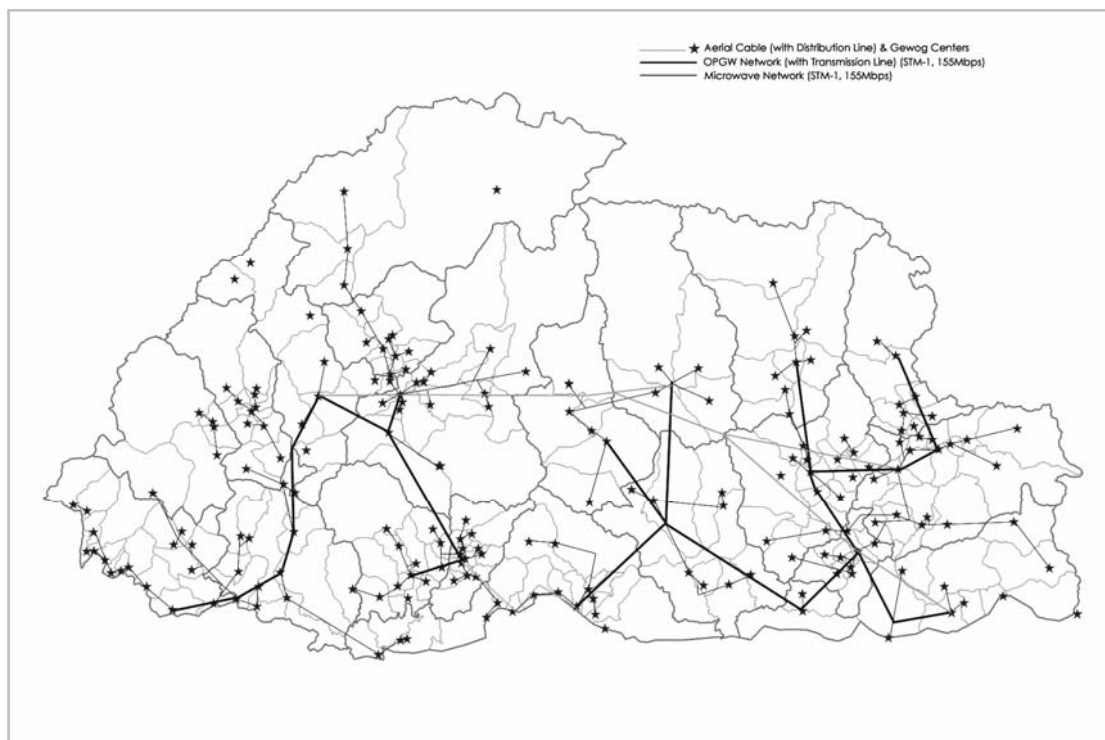 Aerial Cable (with Distribution Line) & Gewog Centers
OPGW Network (with Transmission Line) (STM-1, 155Mbps)
Microwave Network (STM-1, 155Mbps)